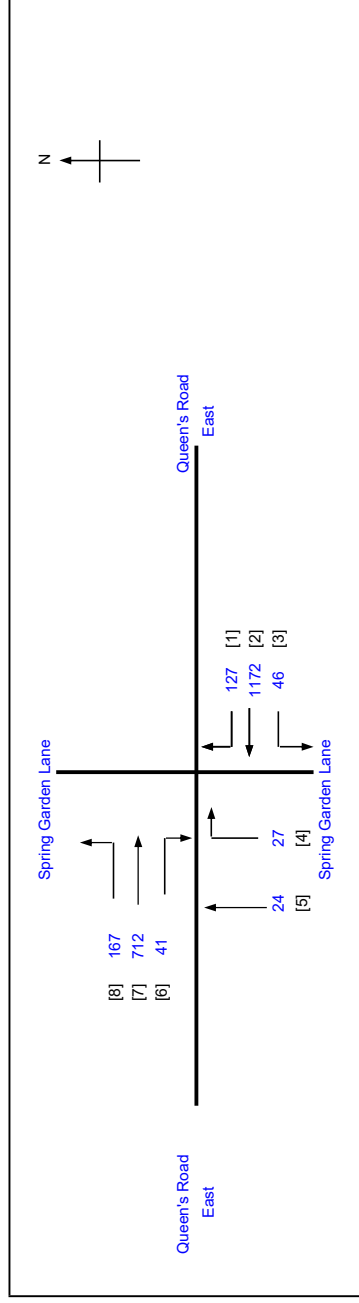 N
Spring Garden Lane
Queen's Road
East
[8] 167
[7] 712
[6] 41
127 [1]
1172 [2]
46 [3]
Queen's Road
East
24
[5]
27
[4]
Spring Garden Lane